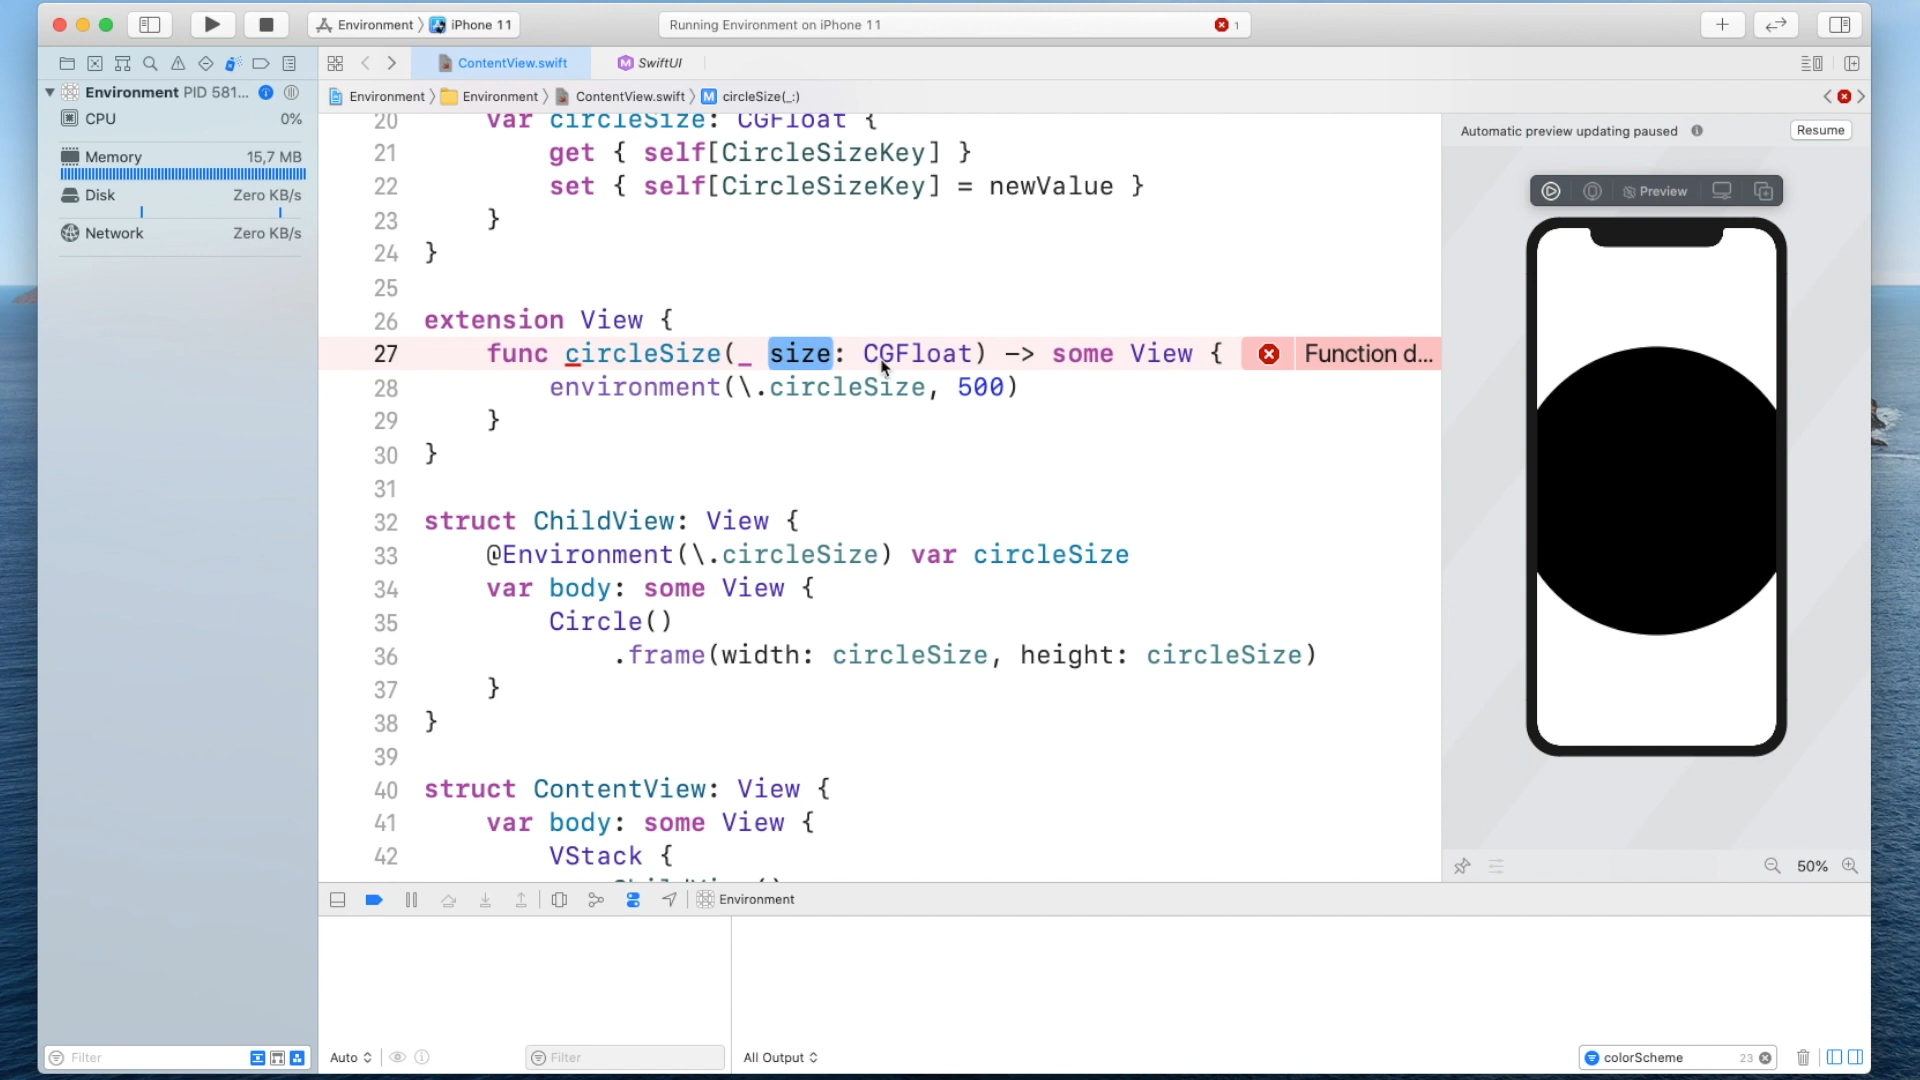 Environment
iPhone 11
Running Environment on iPhone 11
1
Environment PID 581...
CPU 0%
Memory 15,7 MB
Disk Zero KB/s
Network Zero KB/s
Filter
ContentView.swift
SwiftUI
Environment
Environment
ContentView.swift
M circleSize(_:)
20 var circleSize: CGFloat {
21 get { self[CircleSizeKey] }
22 set { self[CircleSizeKey] = newValue }
23 }
24 }
25
26 extension View {
27 func circleSize(_ size: CGFloat) -> some View { Function d...
28 environment(\.circleSize, 500)
29 }
30 }
31
32 struct ChildView: View {
33 @Environment(\.circleSize) var circleSize
34 var body: some View {
35 Circle()
36 .frame(width: circleSize, height: circleSize)
37 }
38 }
39
40 struct ContentView: View {
41 var body: some View {
42 VStack {
Automatic preview updating paused
Resume
Preview
50%
Environment
Auto
Filter
All Output
colorScheme 23